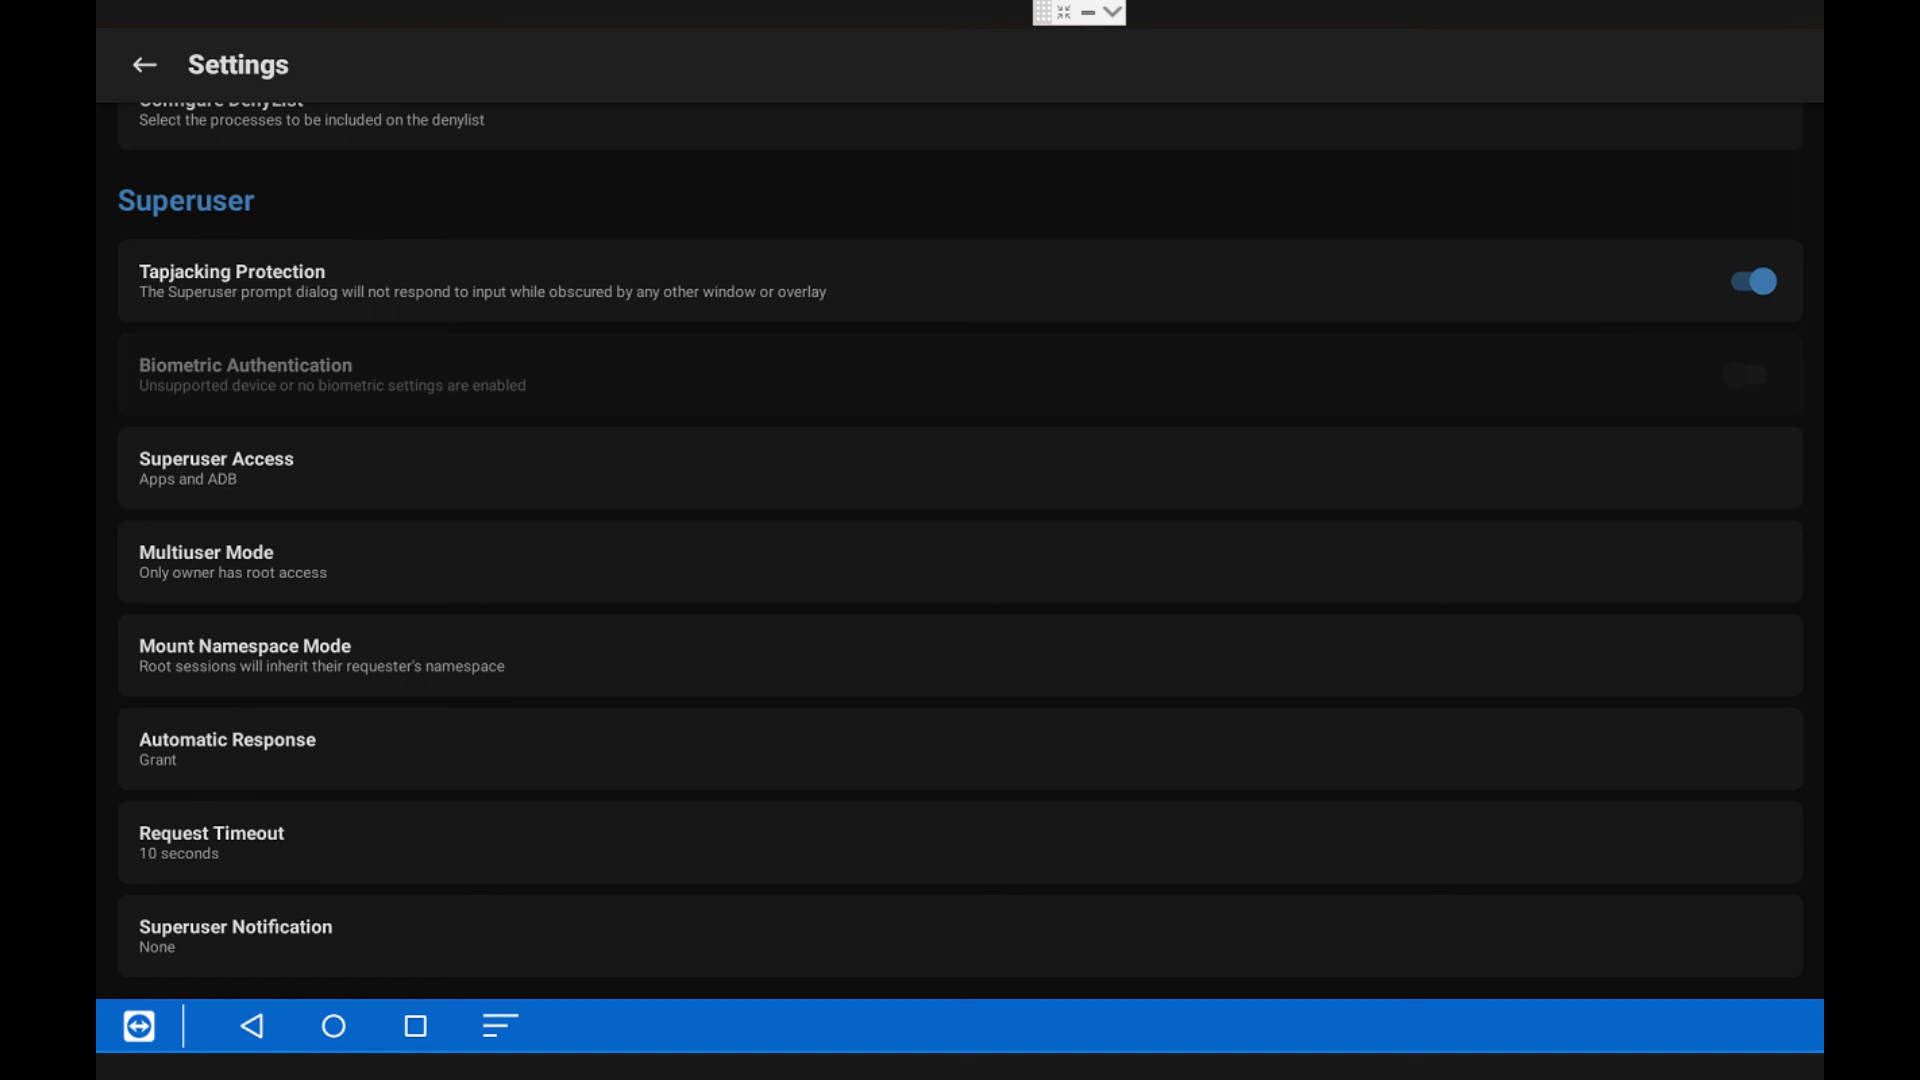 Settings
Configure DenyList
Select the processes to be included on the denylist
Superuser
Tapjacking Protection
The Superuser prompt dialog will not respond to input while obscured by any other window or overlay
Biometric Authentication
Unsupported device or no biometric settings are enabled
Superuser Access
Apps and ADB
Multiuser Mode
Only owner has root access
Mount Namespace Mode
Root sessions will inherit their requester's namespace
Automatic Response
Grant
Request Timeout
10 seconds
Superuser Notification
None